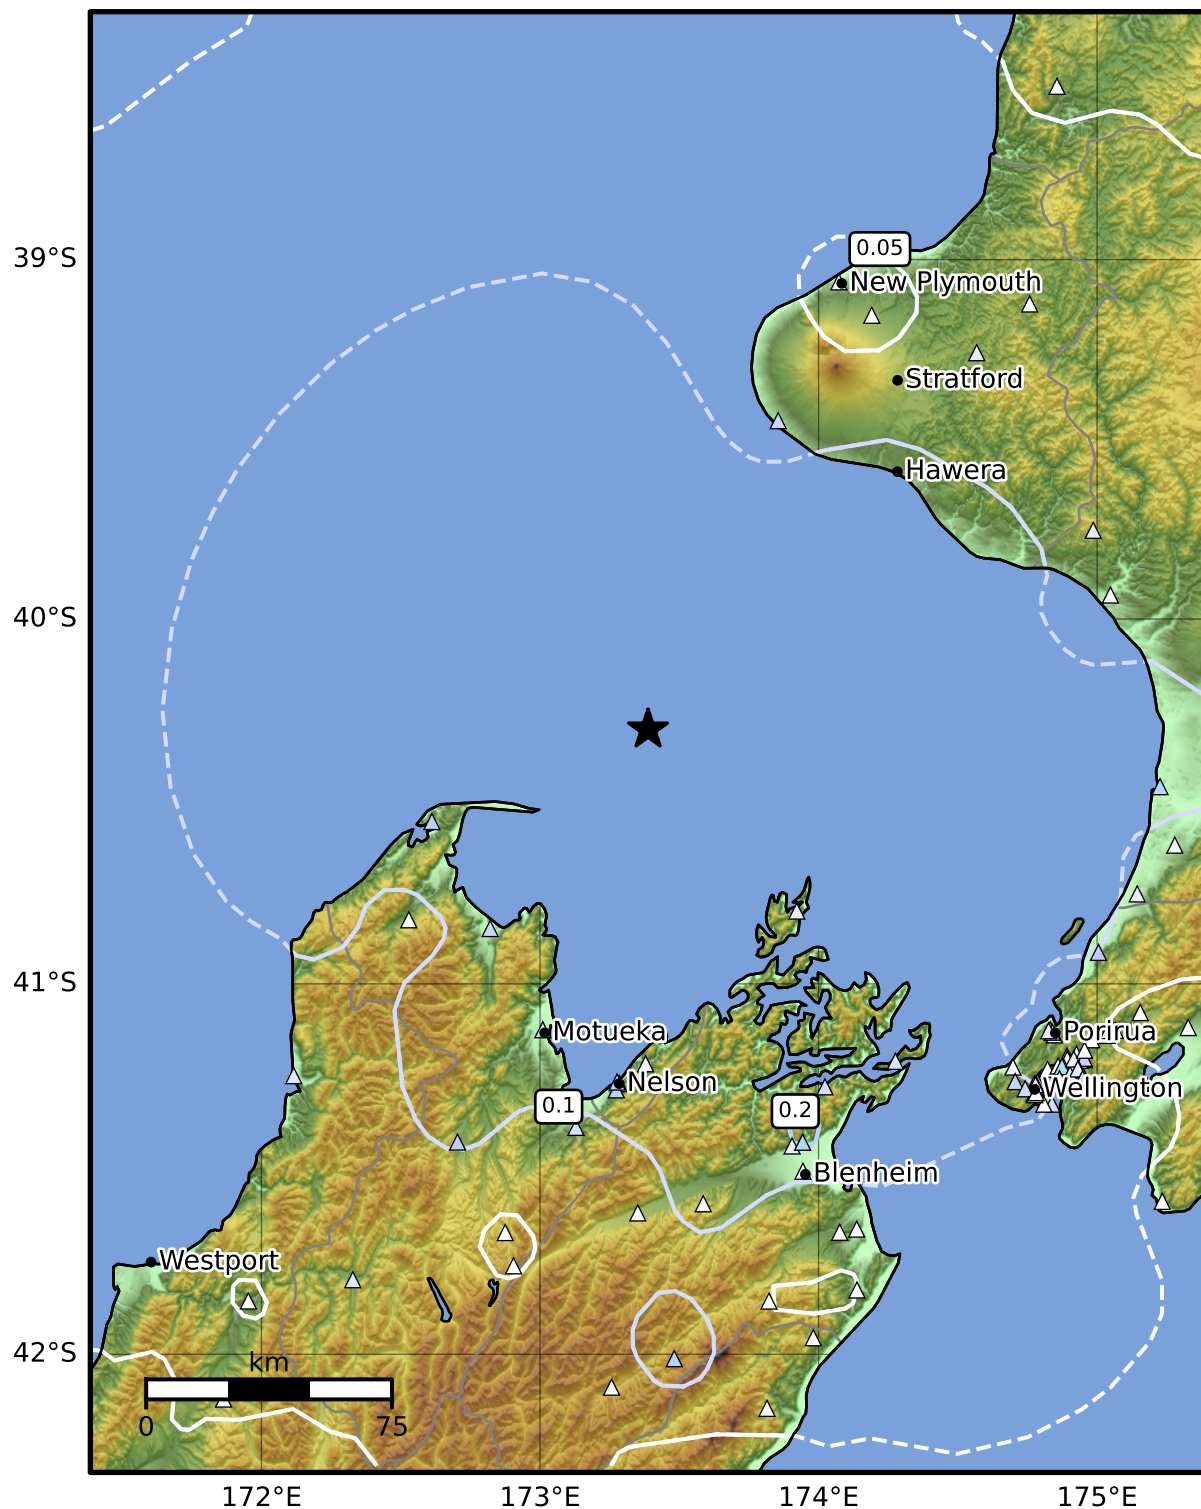 39°S
40°S
41°S
42°S
0.05
New Plymouth
Stratford
Hawera
Motueka
Porirua
Nelson
Wellington
0.1
0.2
Blenheim
Westport
km
0
75
172°E
173°E
174°E
175°E